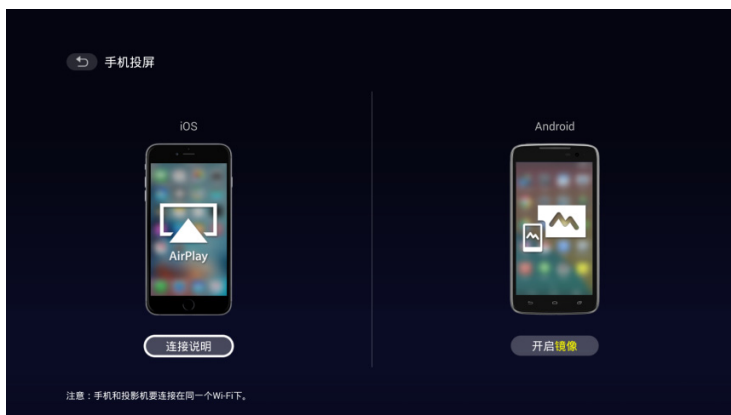 手机投屏
iOS
Android
AirPlay
连接说明
开启镜像
注意：手机和投影机要连接在同一个Wi-Fi下。